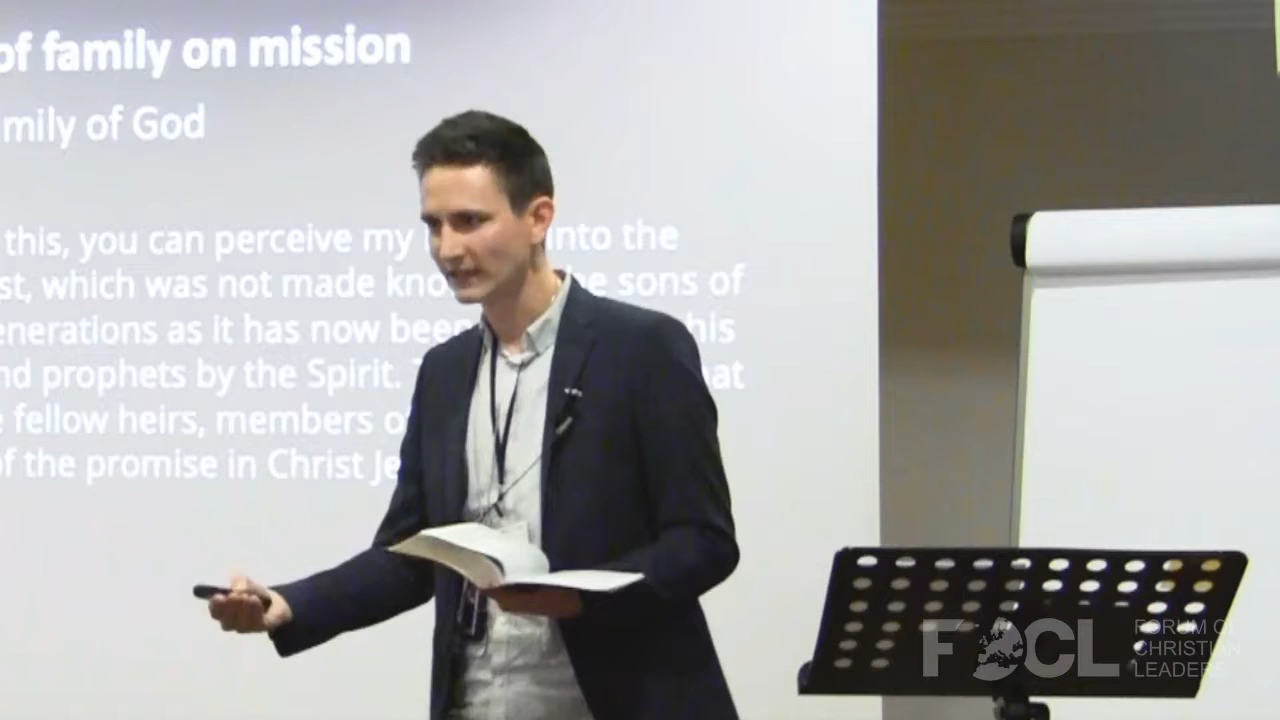 of family on mission
mily of God
this, you can perceive my into the
st, which was not made kno he sons of
enerations as it has now been his
nd prophets by the Spirit. T at
e fellow heirs, members o
of the promise in Christ Je
FOCL FORUM OF
CHRISTIAN
LEADERS